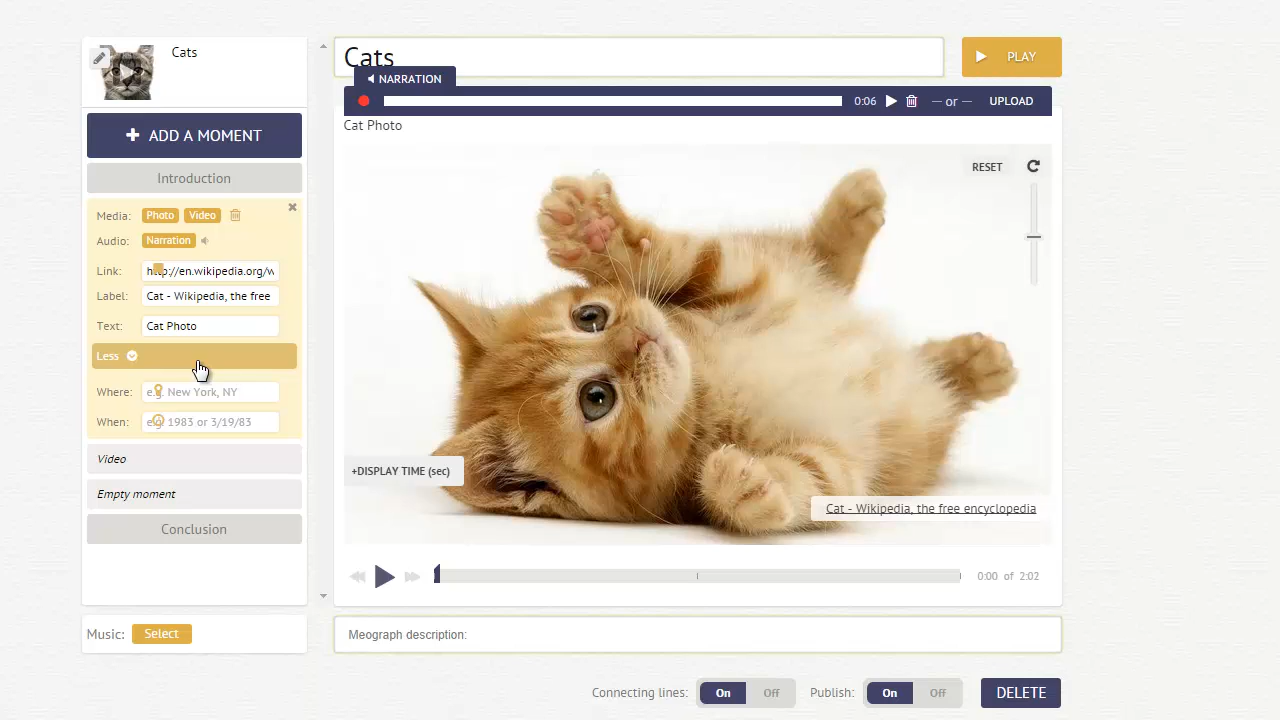 Cats
ADD A MOMENT
Introduction
Media: Photo Video
Audio: Narration
Link: http://en.wikipedia.org/w
Label: Cat - Wikipedia, the free
Text: Cat Photo
Less
Where: e.g. New York, NY
When: e.g. 1983 or 3/19/83
Video
Empty moment
Conclusion
Music: Select
Cats
PLAY
NARRATION
0:06 — or — UPLOAD
Cat Photo
RESET
+DISPLAY TIME (sec)
Cat - Wikipedia, the free encyclopedia
0:00 of 2:02
Meograph description:
Connecting lines: On Off Publish: On Off DELETE